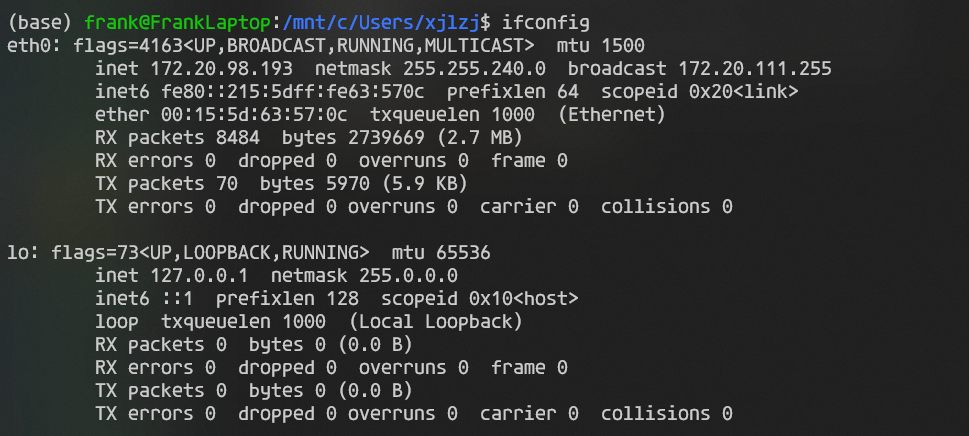 (base) frank@FrankLaptop:/mnt/c/Users/xjlzj$ ifconfig
eth0: flags=4163<UP,BROADCAST,RUNNING,MULTICAST>  mtu 1500
        inet 172.20.98.193  netmask 255.255.240.0  broadcast 172.20.111.255
        inet6 fe80::215:5dff:fe63:570c  prefixlen 64  scopeid 0x20<link>
        ether 00:15:5d:63:57:0c  txqueuelen 1000  (Ethernet)
        RX packets 8484  bytes 2739669 (2.7 MB)
        RX errors 0  dropped 0  overruns 0  frame 0
        TX packets 70  bytes 5970 (5.9 KB)
        TX errors 0  dropped 0 overruns 0  carrier 0  collisions 0

lo: flags=73<UP,LOOPBACK,RUNNING>  mtu 65536
        inet 127.0.0.1  netmask 255.0.0.0
        inet6 ::1  prefixlen 128  scopeid 0x10<host>
        loop  txqueuelen 1000  (Local Loopback)
        RX packets 0  bytes 0 (0.0 B)
        RX errors 0  dropped 0  overruns 0  frame 0
        TX packets 0  bytes 0 (0.0 B)
        TX errors 0  dropped 0 overruns 0  carrier 0  collisions 0